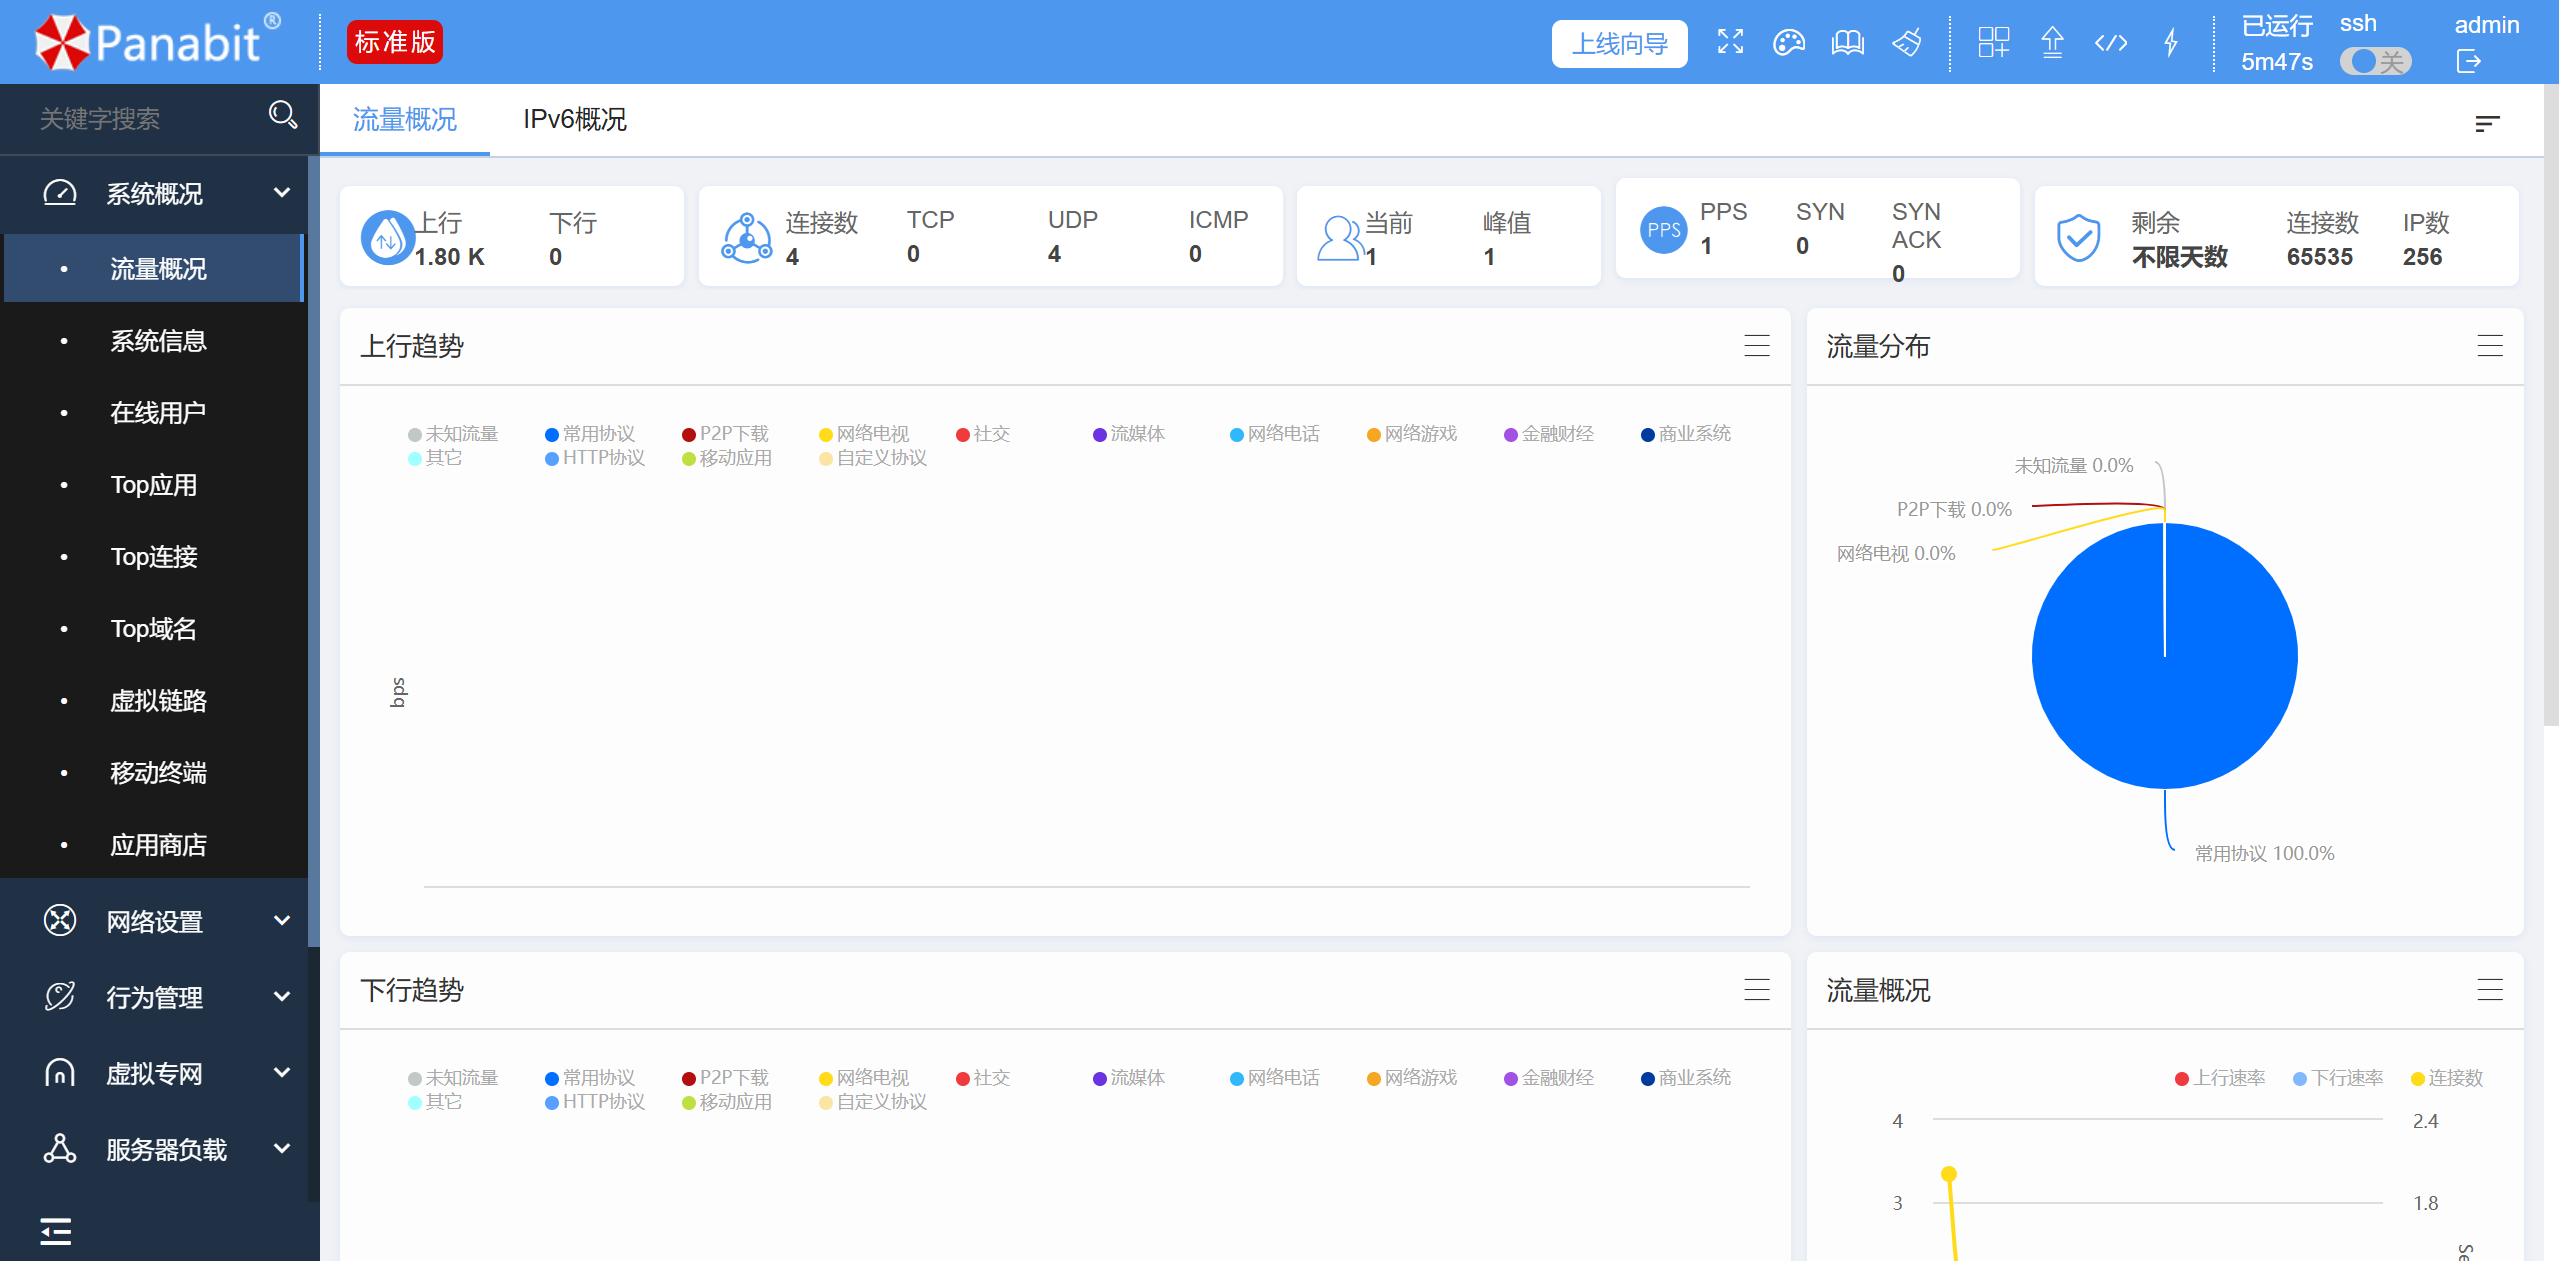 Panabit®
标准版
上线向导
已运行
5m47s
ssh
关
admin
关键字搜索
系统概况
流量概况
系统信息
在线用户
Top应用
Top连接
Top域名
虚拟链路
移动终端
应用商店
网络设置
行为管理
虚拟专网
服务器负载
流量概况 IPv6概况
上行 下行
1.80 K 0
连接数 TCP UDP ICMP
4 0 4 0
当前 峰值
1 1
PPS
PPS SYN SYN ACK
1 0 0
剩余 连接数 IP数
不限天数 65535 256
上行趋势
未知流量 常用协议 P2P下载 网络电视 社交 流媒体 网络电话 网络游戏 金融财经 商业系统
其它 HTTP协议 移动应用 自定义协议
bps
流量分布
未知流量 0.0%
P2P下载 0.0%
网络电视 0.0%
常用协议 100.0%
下行趋势
未知流量 常用协议 P2P下载 网络电视 社交 流媒体 网络电话 网络游戏 金融财经 商业系统
其它 HTTP协议 移动应用 自定义协议
流量概况
上行速率 下行速率 连接数
4 2.4
3 1.8
Se